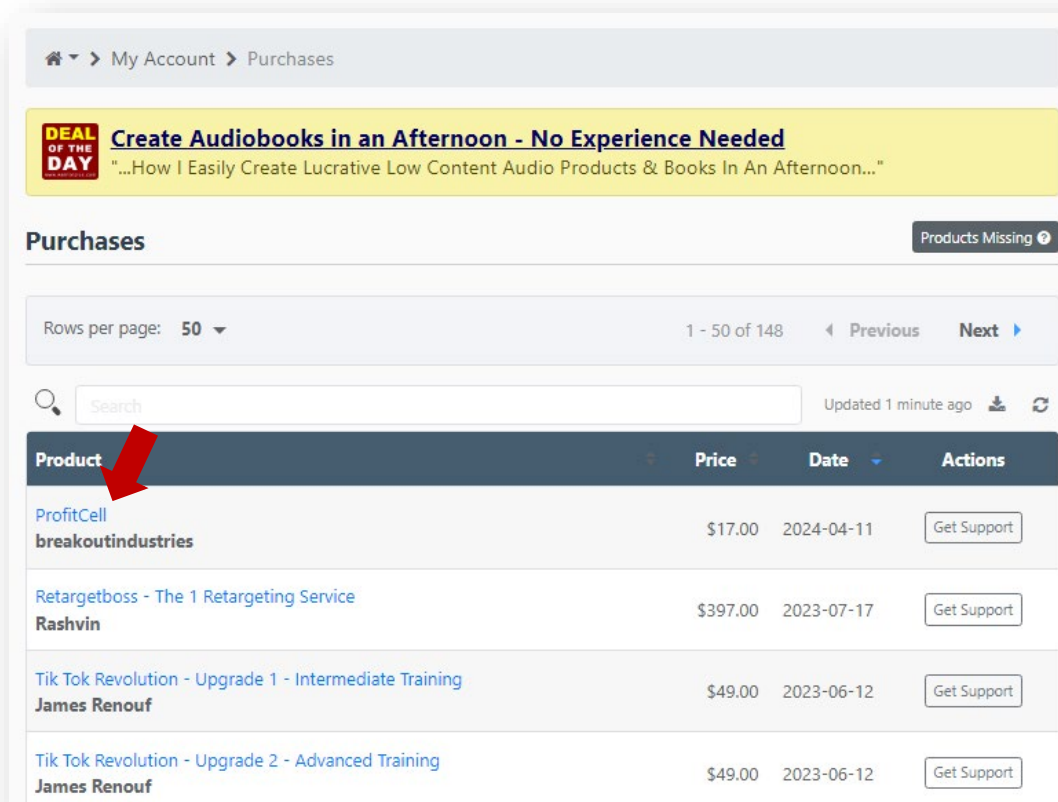 My Account Purchases
DEAL
OF THE
DAY
Create Audiobooks in an Afternoon - No Experience Needed
"...How I Easily Create Lucrative Low Content Audio Products & Books In An Afternoon..."
Purchases
Products Missing
Rows per page: 50
1 - 50 of 148 Previous Next
Search
Updated 1 minute ago
Product Price Date Actions
ProfitCell
breakoutindustries
$17.00 2024-04-11 Get Support
Retargetboss - The 1 Retargeting Service
Rashvin
$397.00 2023-07-17 Get Support
Tik Tok Revolution - Upgrade 1 - Intermediate Training
James Renouf
$49.00 2023-06-12 Get Support
Tik Tok Revolution - Upgrade 2 - Advanced Training
James Renouf
$49.00 2023-06-12 Get Support